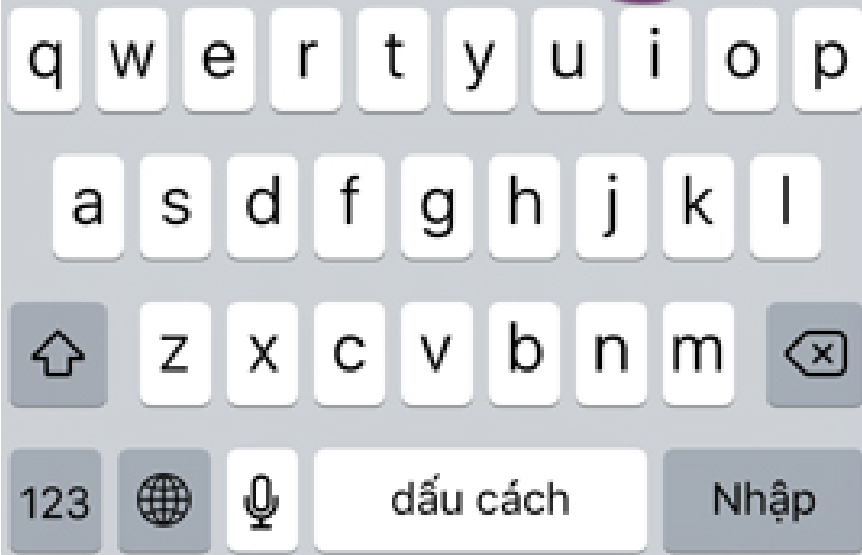 q w e r t y u i o p
a s d f g h j k l
z x c v b n m
123 dấu cách Nhập